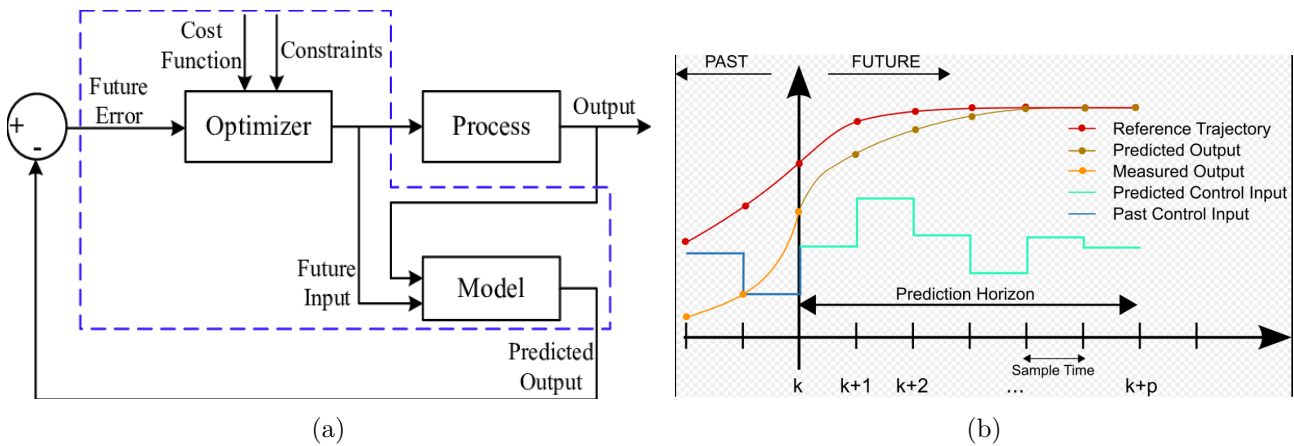 Cost
Function
Constraints
Future
Error
+
-
Optimizer
Process
Output
Future
Input
Model
Predicted
Output
(a)
PAST
FUTURE
Reference Trajectory
Predicted Output
Measured Output
Predicted Control Input
Past Control Input
Prediction Horizon
Sample Time
k
k+1
k+2
...
k+p
(b)